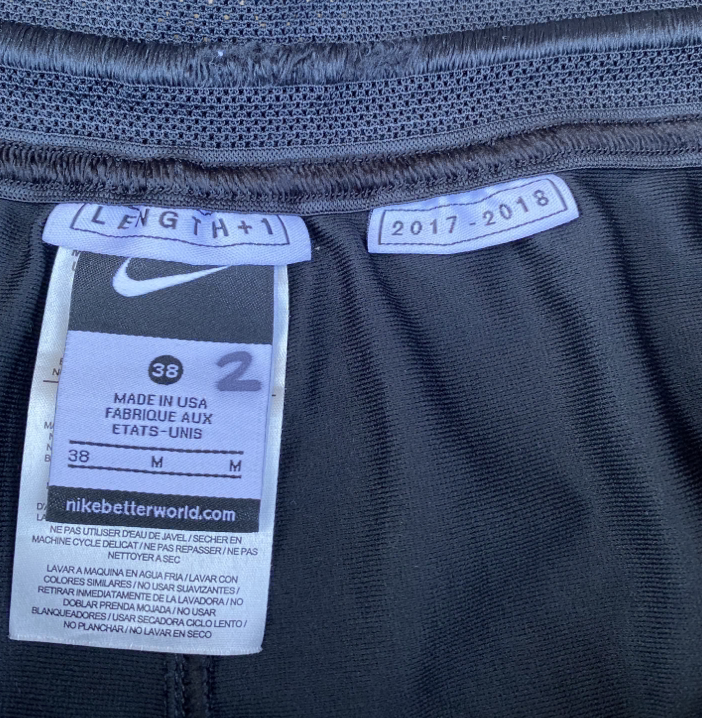 LENGTH+1
2017-2018
38 2
MADE IN USA
FABRIQUE AUX
ETATS-UNIS
38 M M
nikebetterworld.com
NE PAS UTILISER D'EAU DE JAVEL / SECHER EN
MACHINE CYCLE DELICAT / NE PAS REPASSER / NE PAS
NETTOYER A SEC
LAVAR A MAQUINA EN AGUA FRIA / LAVAR CON
COLORES SIMILARES / NO USAR SUAVIZANTES /
RETIRAR INMEDIATAMENTE DE LA LAVADORA / NO
DOBLAR PRENDA MOJADA / NO USAR
BLANQUEADORES / USAR SECADORA CICLO LENTO /
NO PLANCHAR / NO LAVAR EN SECO